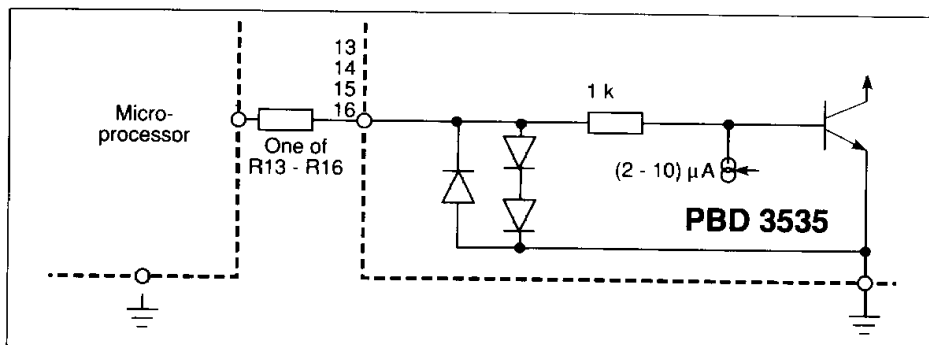 13
14
15
16
1 k
Micro-
processor
One of
R13 - R16
(2 - 10) µA
PBD 3535